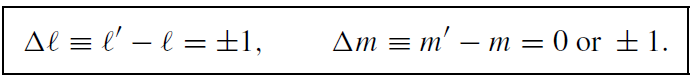 Δℓ ≡ ℓ′ − ℓ = ±1, Δm ≡ m′ − m = 0 or ± 1.